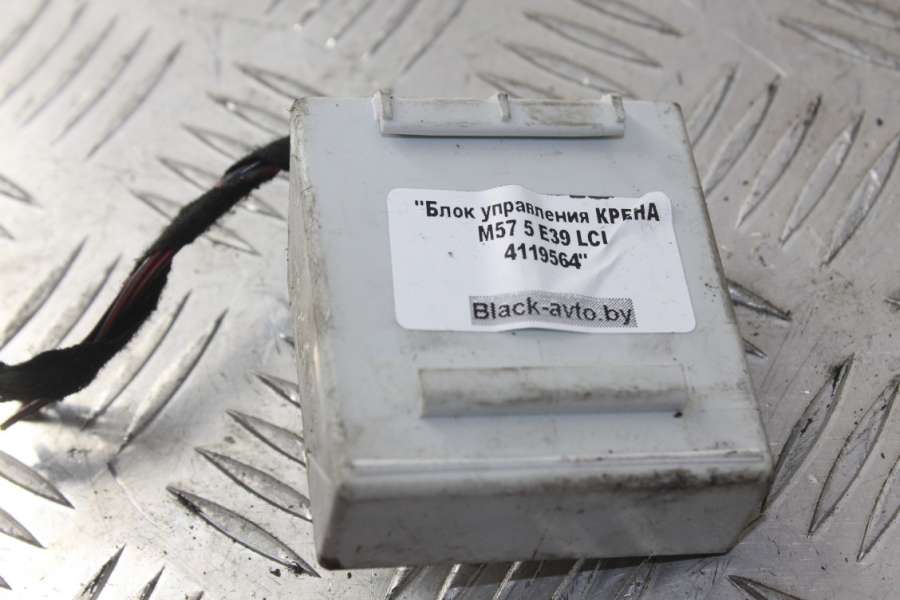 "Блок управления КРЕНА
M57 5 E39 LCI
4119564"
Black-avto.by